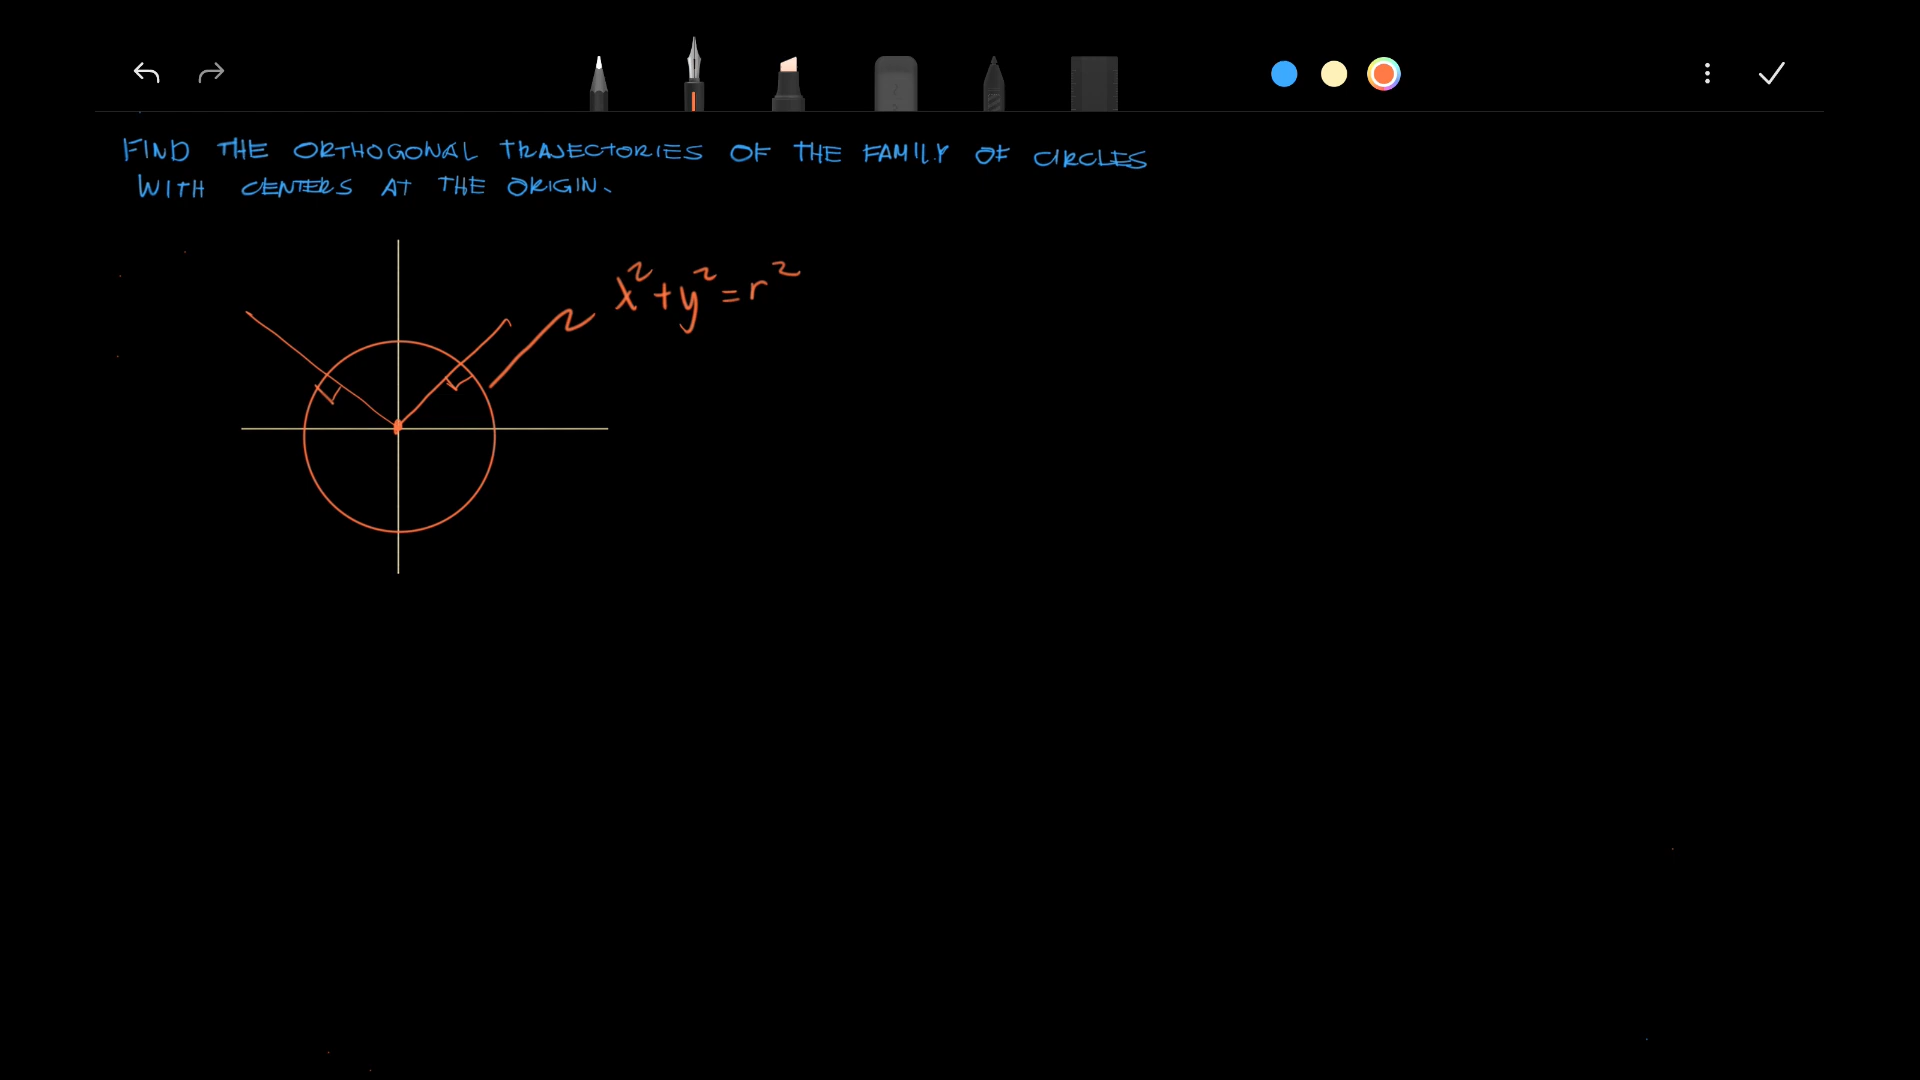 FIND THE ORTHOGONAL TRAJECTORIES OF THE FAMILY OF CIRCLES
WITH CENTERS AT THE ORIGIN.
x²+y²=r²